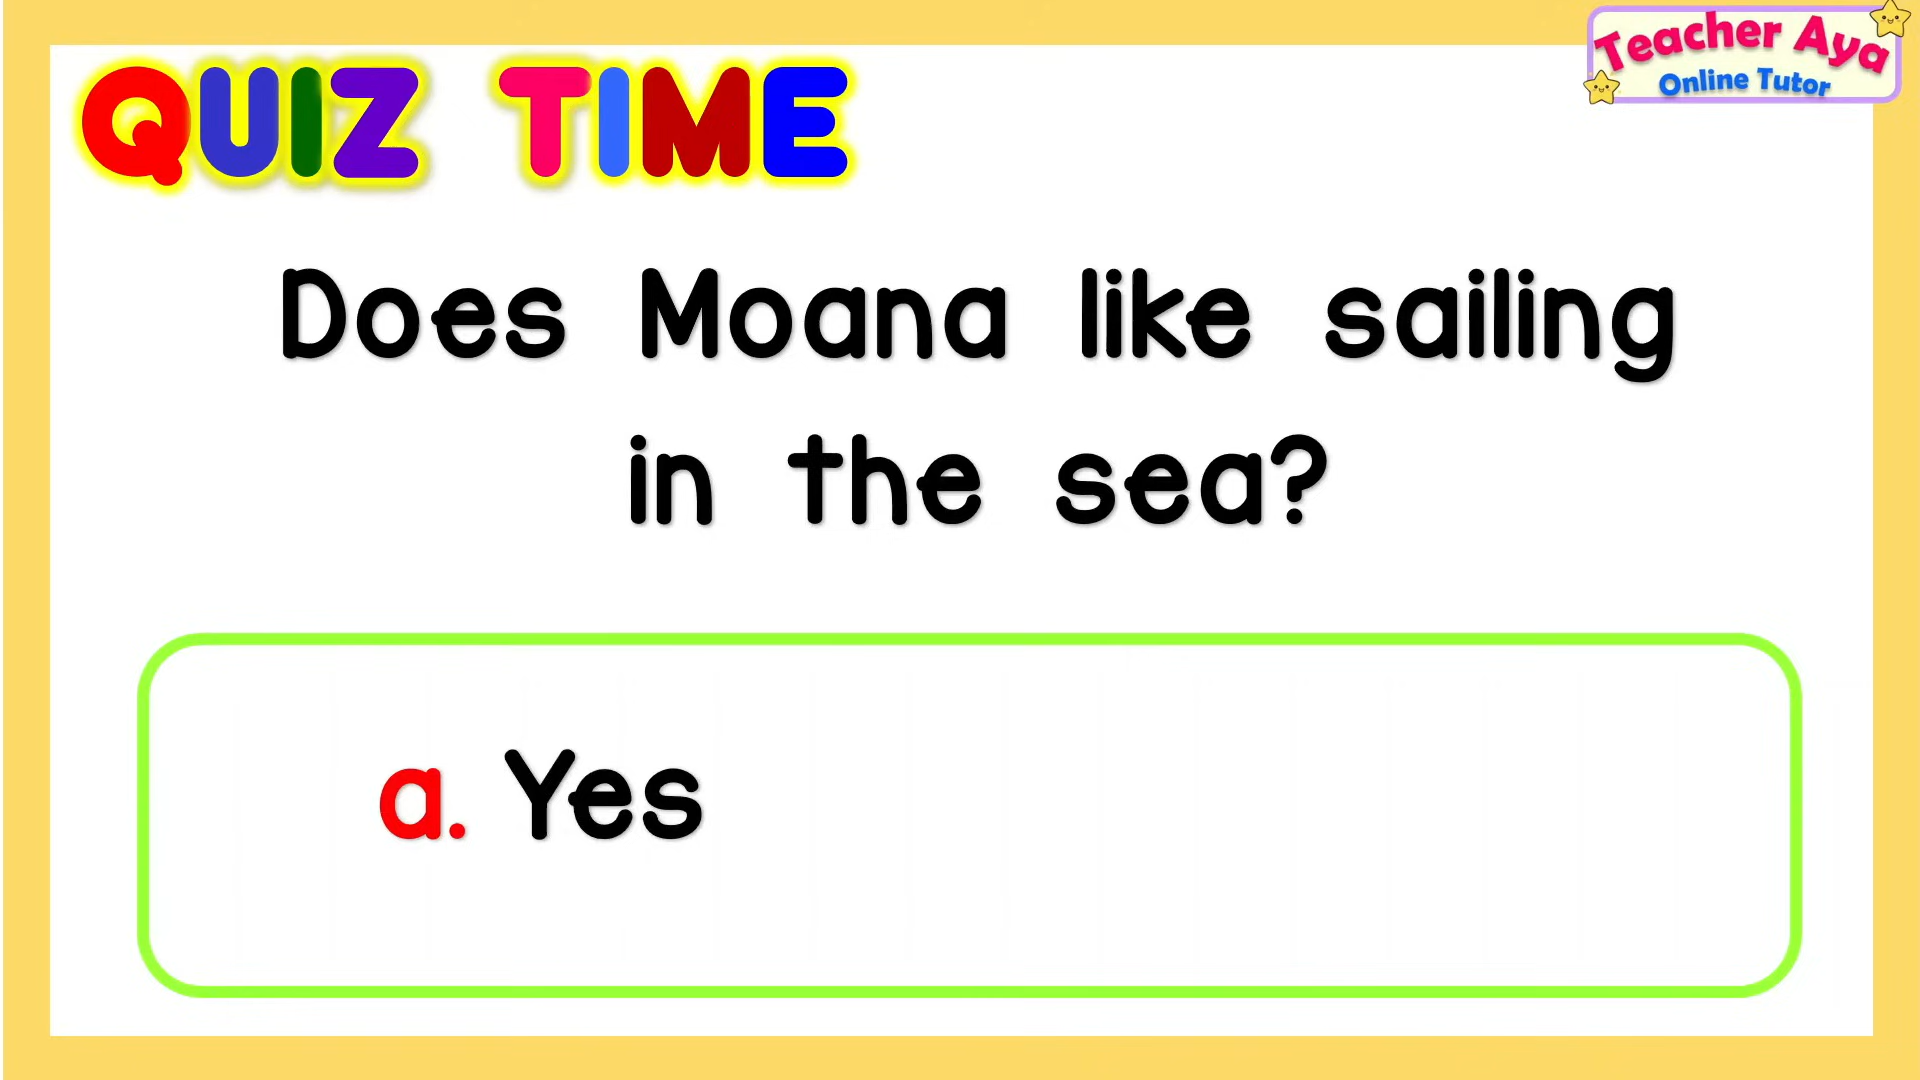 Teacher Aya
Online Tutor
QUIZ TIME
Does Moana like sailing
in the sea?
a. Yes